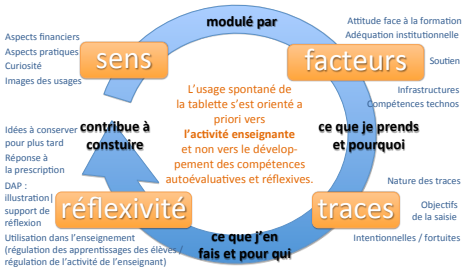 modulé par
Aspects financiers
Aspects pratiques
Curiosité
Images des usages
sens
facteurs
Attitude face à la formation
Adéquation institutionnelle
Soutien
Infrastructures
Compétences technos
L'usage spontané de
la tablette s'est orienté a
priori vers
l'activité enseignante
et non vers le dévelop-
pement des compétences
autoévaluatives et réflexives.
contribue à
constuire
ce que je prends
et pourquoi
Idées à conserver
pour plus tard
Réponse à
la prescription
DAP :
illustration|
support de
réflexion
Utilisation dans l'enseignement
(régulation des apprentissages des élèves /
régulation de l'activité de l'enseignant)
réflexivité
traces
Nature des traces
Objectifs
de la saisie
Intentionnelles / fortuites
ce que j'en
fais et pour qui